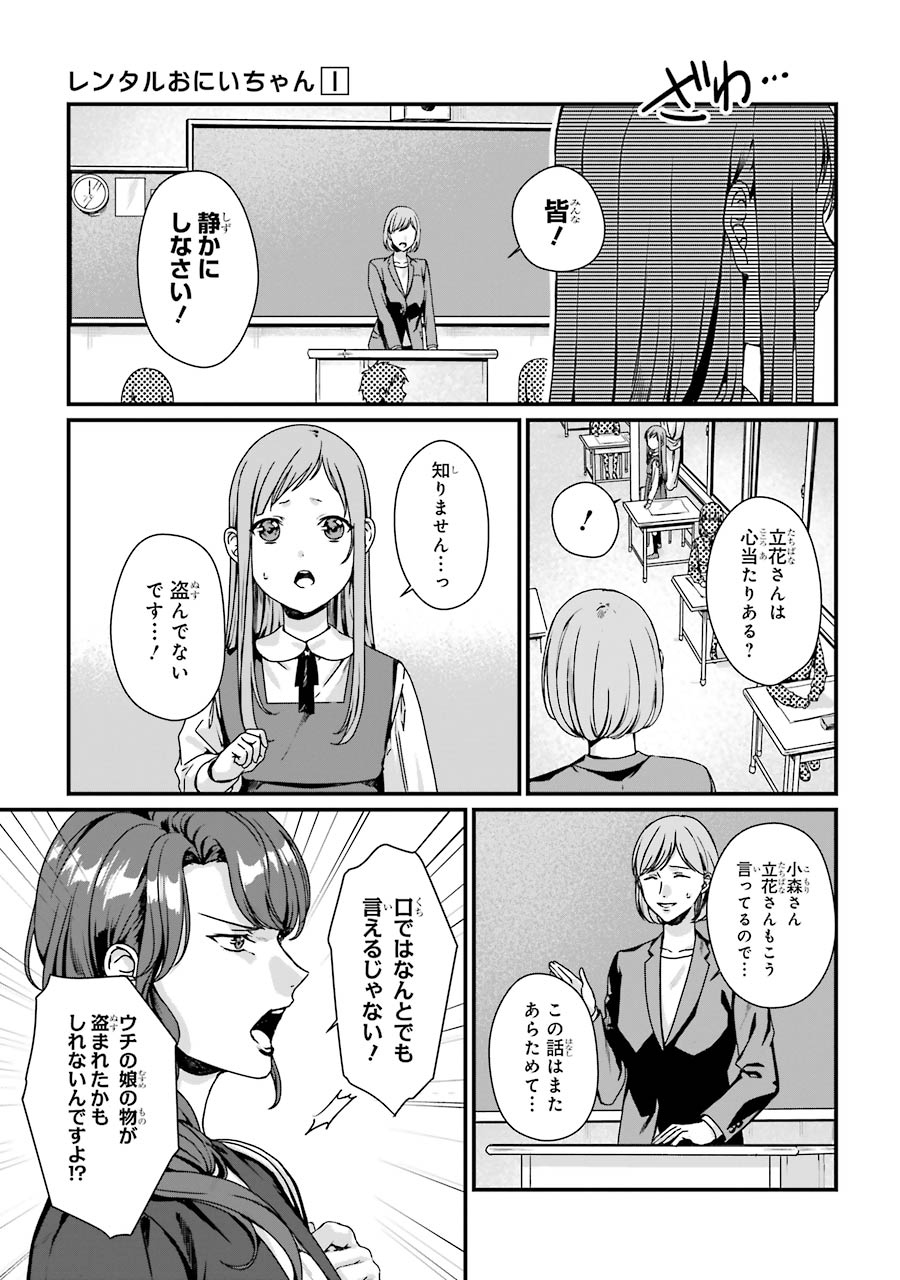 レンタルおにいちゃん 1
ざわ…
皆！
静かに
しなさい！
立花さんは
心当たりある？
！
知りません…っ
盗んでない
です…！
小森さん
立花さんもこう
言ってるので…
この話はまた
あらためて…
口ではなんとでも
言えるじゃない！
ウチの娘の物が
盗まれたかも
しれないんですよ!?